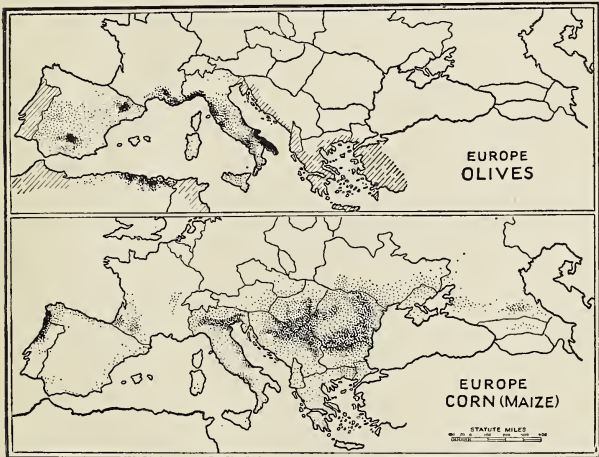 EUROPE
OLIVES
EUROPE
CORN (MAIZE)
STATUTE MILES